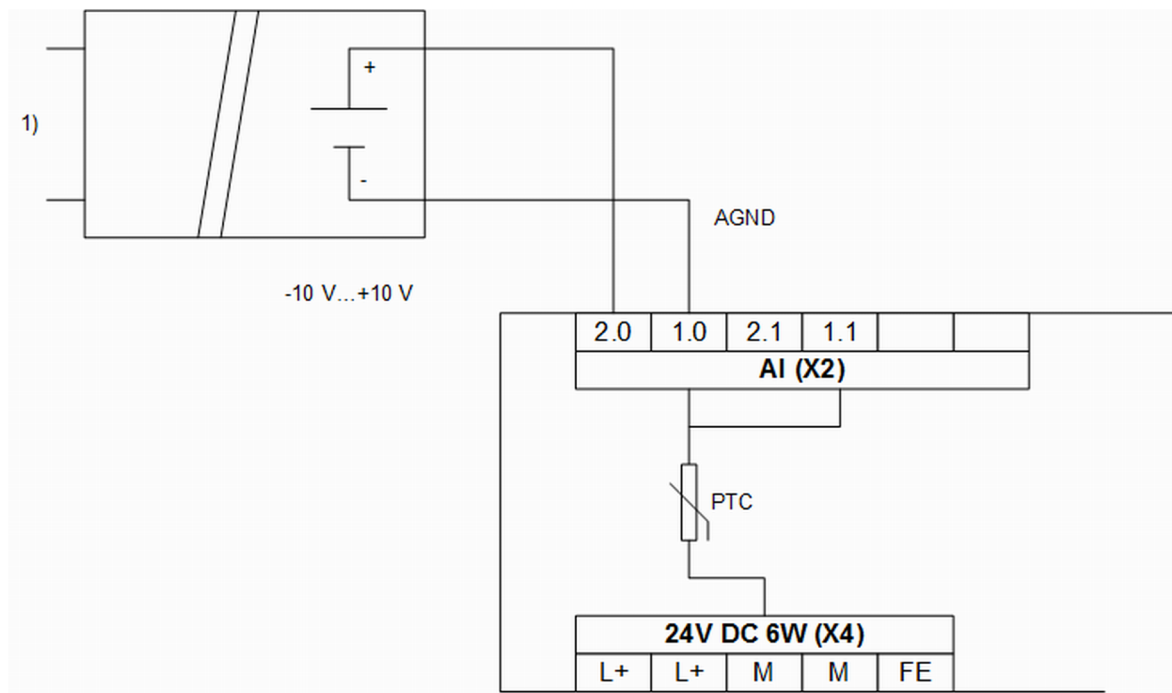 +
1)
-
AGND
-10 V...+10 V
2.0 1.0 2.1 1.1
AI (X2)
PTC
24V DC 6W (X4)
L+ L+ M M FE